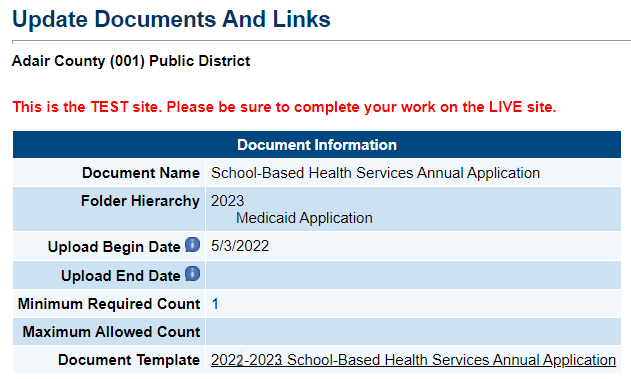 Update Documents And Links
Adair County (001) Public District
This is the TEST site. Please be sure to complete your work on the LIVE site.
Document Information
Document Name School-Based Health Services Annual Application
Folder Hierarchy 2023
Medicaid Application
Upload Begin Date i 5/3/2022
Upload End Date i
Minimum Required Count 1
Maximum Allowed Count
Document Template 2022-2023 School-Based Health Services Annual Application